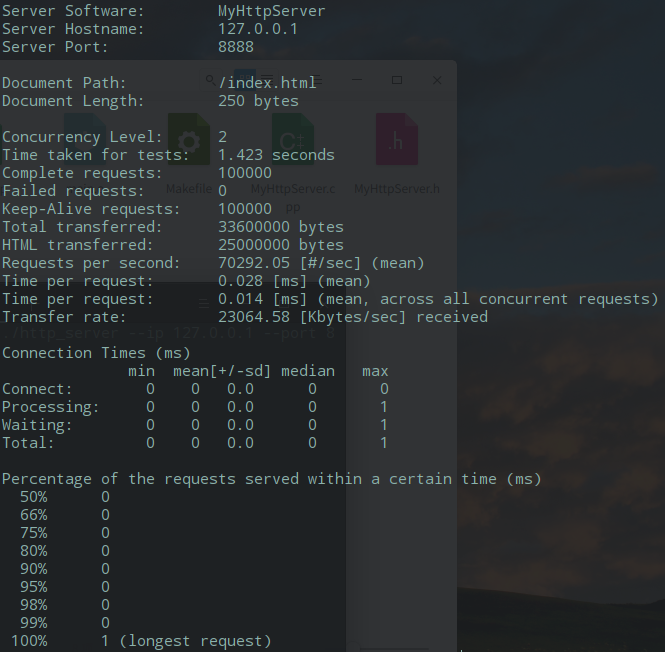 Server Software:        MyHttpServer
Server Hostname:        127.0.0.1
Server Port:            8888
Document Path:          /index.html
Document Length:        250 bytes
Concurrency Level:      2
Time taken for tests:   1.423 seconds
Complete requests:      100000
Failed requests:        0
Keep-Alive requests:    100000
Total transferred:      33600000 bytes
HTML transferred:       25000000 bytes
Requests per second:    70292.05 [#/sec] (mean)
Time per request:       0.028 [ms] (mean)
Time per request:       0.014 [ms] (mean, across all concurrent requests)
Transfer rate:          23064.58 [Kbytes/sec] received
Connection Times (ms)
              min  mean[+/-sd] median   max
Connect:        0    0   0.0      0       0
Processing:     0    0   0.0      0       1
Waiting:        0    0   0.0      0       1
Total:          0    0   0.0      0       1
Percentage of the requests served within a certain time (ms)
  50%      0
  66%      0
  75%      0
  80%      0
  90%      0
  95%      0
  98%      0
  99%      0
 100%      1 (longest request)
C‡
.h
Makefile
MyHttpServer.c
pp
MyHttpServer.h
./http_server --ip 127.0.0.1 --port 8